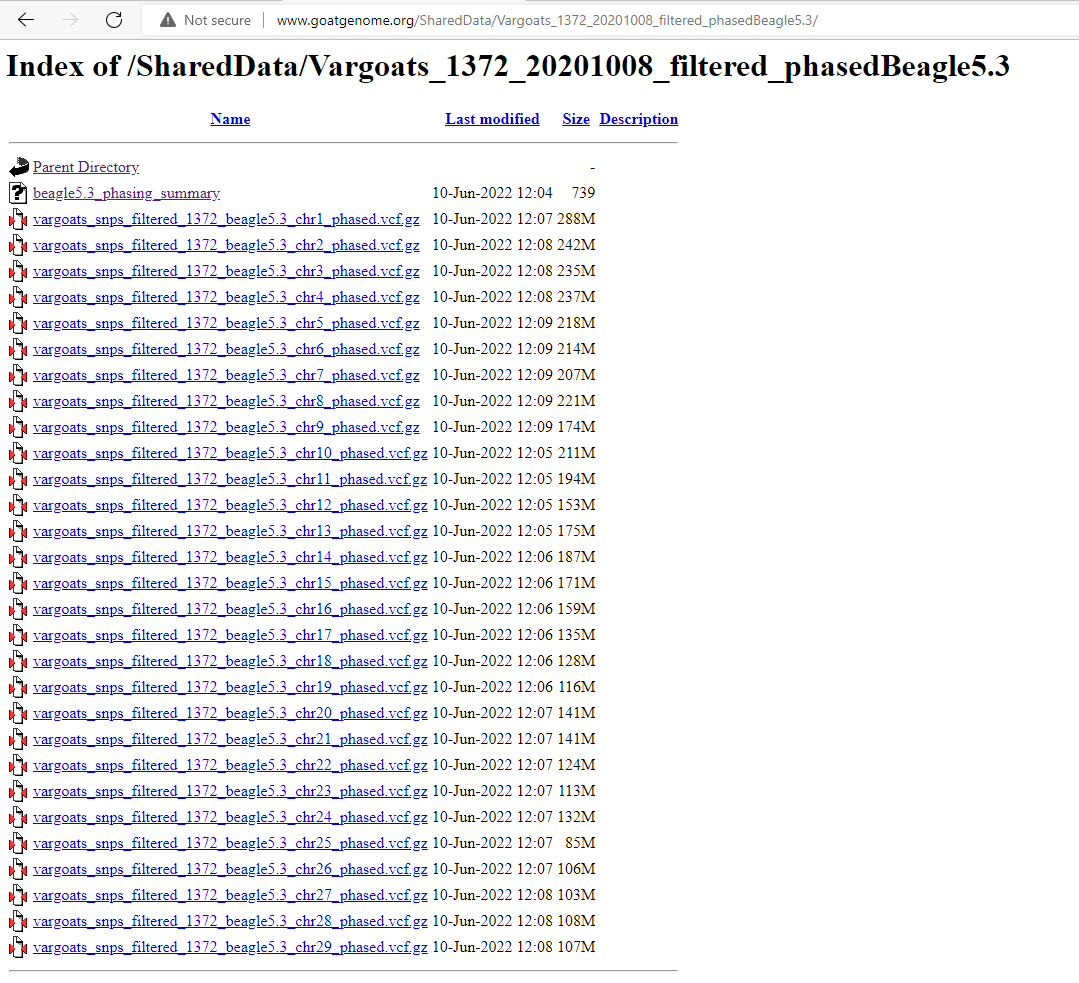 Not secure www.goatgenome.org/SharedData/Vargoats_1372_20201008_filtered_phasedBeagle5.3/
Index of /SharedData/Vargoats_1372_20201008_filtered_phasedBeagle5.3
Name Last modified Size Description
Parent Directory -
beagle5.3_phasing_summary 10-Jun-2022 12:04 739
vargoats_snps_filtered_1372_beagle5.3_chr1_phased.vcf.gz 10-Jun-2022 12:07 288M
vargoats_snps_filtered_1372_beagle5.3_chr2_phased.vcf.gz 10-Jun-2022 12:08 242M
vargoats_snps_filtered_1372_beagle5.3_chr3_phased.vcf.gz 10-Jun-2022 12:08 235M
vargoats_snps_filtered_1372_beagle5.3_chr4_phased.vcf.gz 10-Jun-2022 12:08 237M
vargoats_snps_filtered_1372_beagle5.3_chr5_phased.vcf.gz 10-Jun-2022 12:09 218M
vargoats_snps_filtered_1372_beagle5.3_chr6_phased.vcf.gz 10-Jun-2022 12:09 214M
vargoats_snps_filtered_1372_beagle5.3_chr7_phased.vcf.gz 10-Jun-2022 12:09 207M
vargoats_snps_filtered_1372_beagle5.3_chr8_phased.vcf.gz 10-Jun-2022 12:09 221M
vargoats_snps_filtered_1372_beagle5.3_chr9_phased.vcf.gz 10-Jun-2022 12:09 174M
vargoats_snps_filtered_1372_beagle5.3_chr10_phased.vcf.gz 10-Jun-2022 12:05 211M
vargoats_snps_filtered_1372_beagle5.3_chr11_phased.vcf.gz 10-Jun-2022 12:05 194M
vargoats_snps_filtered_1372_beagle5.3_chr12_phased.vcf.gz 10-Jun-2022 12:05 153M
vargoats_snps_filtered_1372_beagle5.3_chr13_phased.vcf.gz 10-Jun-2022 12:05 175M
vargoats_snps_filtered_1372_beagle5.3_chr14_phased.vcf.gz 10-Jun-2022 12:06 187M
vargoats_snps_filtered_1372_beagle5.3_chr15_phased.vcf.gz 10-Jun-2022 12:06 171M
vargoats_snps_filtered_1372_beagle5.3_chr16_phased.vcf.gz 10-Jun-2022 12:06 159M
vargoats_snps_filtered_1372_beagle5.3_chr17_phased.vcf.gz 10-Jun-2022 12:06 135M
vargoats_snps_filtered_1372_beagle5.3_chr18_phased.vcf.gz 10-Jun-2022 12:06 128M
vargoats_snps_filtered_1372_beagle5.3_chr19_phased.vcf.gz 10-Jun-2022 12:06 116M
vargoats_snps_filtered_1372_beagle5.3_chr20_phased.vcf.gz 10-Jun-2022 12:07 141M
vargoats_snps_filtered_1372_beagle5.3_chr21_phased.vcf.gz 10-Jun-2022 12:07 141M
vargoats_snps_filtered_1372_beagle5.3_chr22_phased.vcf.gz 10-Jun-2022 12:07 124M
vargoats_snps_filtered_1372_beagle5.3_chr23_phased.vcf.gz 10-Jun-2022 12:07 113M
vargoats_snps_filtered_1372_beagle5.3_chr24_phased.vcf.gz 10-Jun-2022 12:07 132M
vargoats_snps_filtered_1372_beagle5.3_chr25_phased.vcf.gz 10-Jun-2022 12:07 85M
vargoats_snps_filtered_1372_beagle5.3_chr26_phased.vcf.gz 10-Jun-2022 12:07 106M
vargoats_snps_filtered_1372_beagle5.3_chr27_phased.vcf.gz 10-Jun-2022 12:08 103M
vargoats_snps_filtered_1372_beagle5.3_chr28_phased.vcf.gz 10-Jun-2022 12:08 108M
vargoats_snps_filtered_1372_beagle5.3_chr29_phased.vcf.gz 10-Jun-2022 12:08 107M